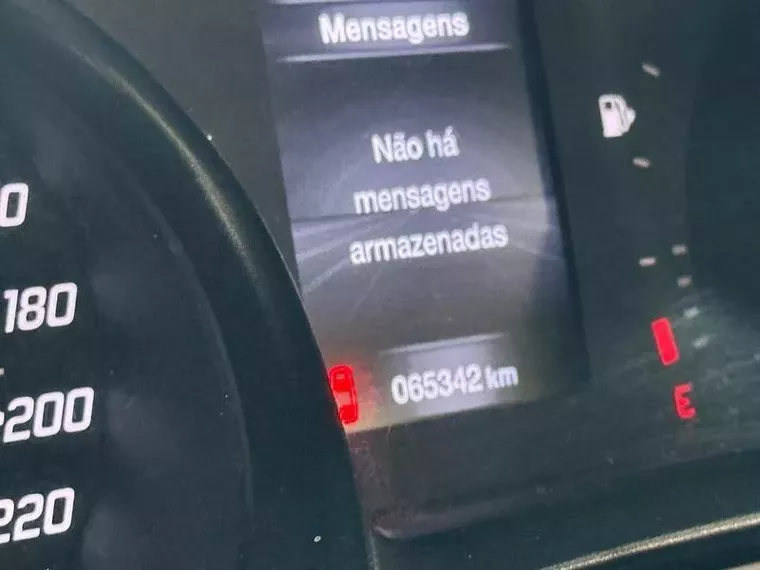 Mensagens
Não há
mensagens
armazenadas
0
180
200
220
065342 km
E